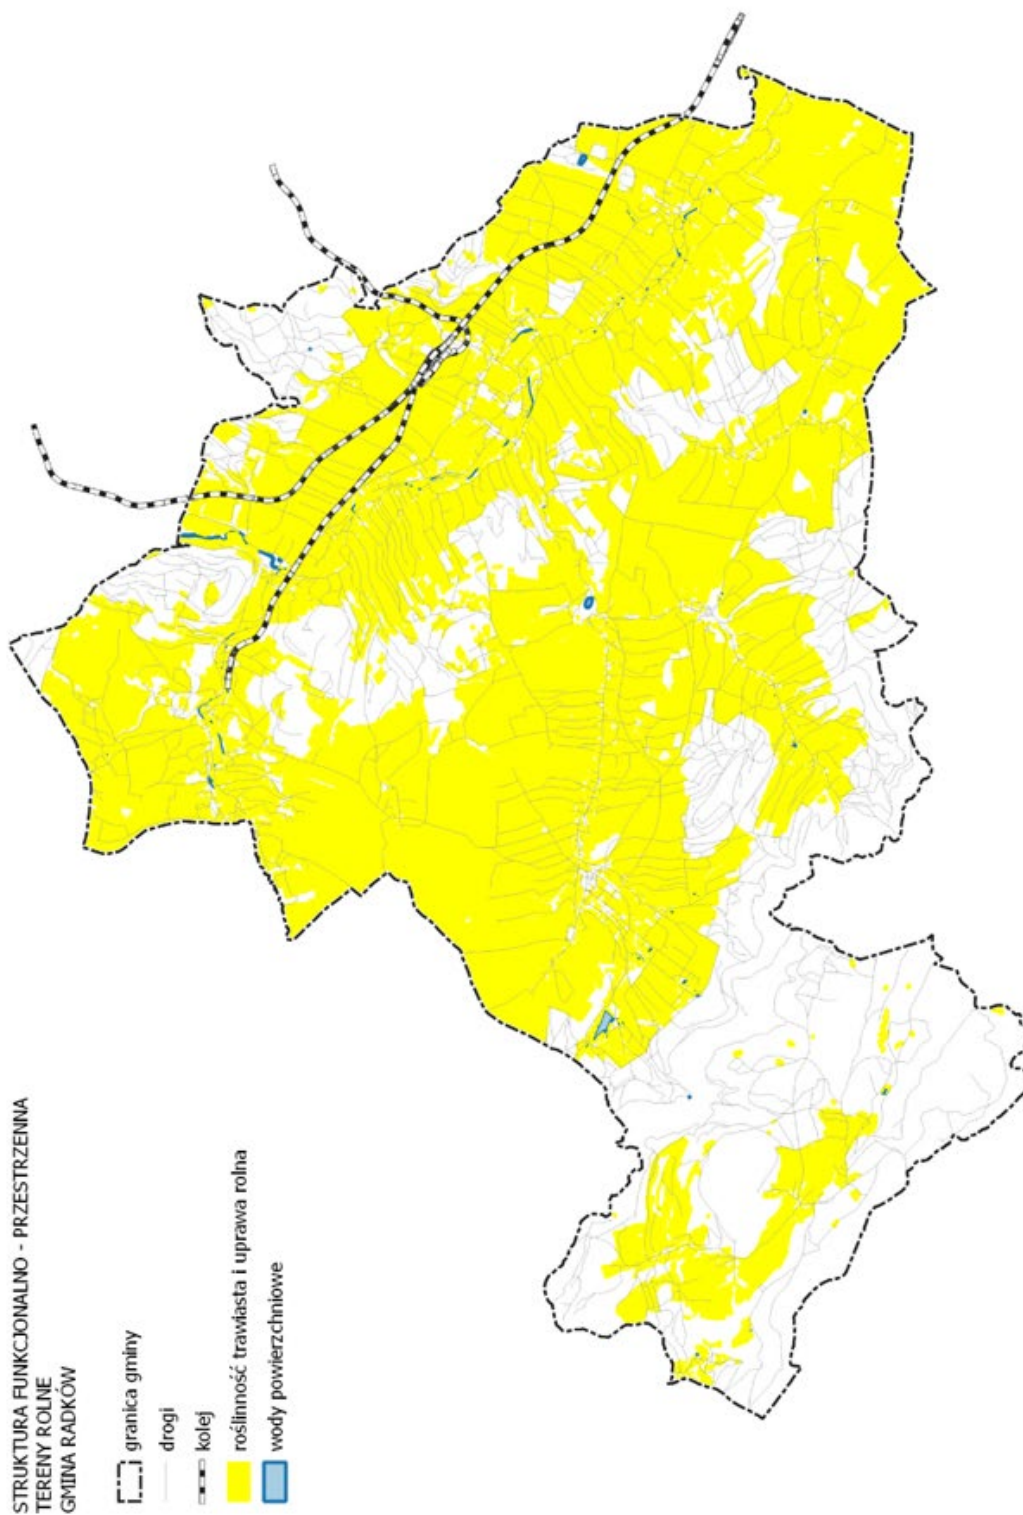 STRUKTURA FUNKCJONALNO - PRZESTRZENNA
TERENY ROLNE
GMINA RADKÓW
granica gminy
drogi
kolej
roślinność trawiasta i uprawa rolna
wody powierzchniowe